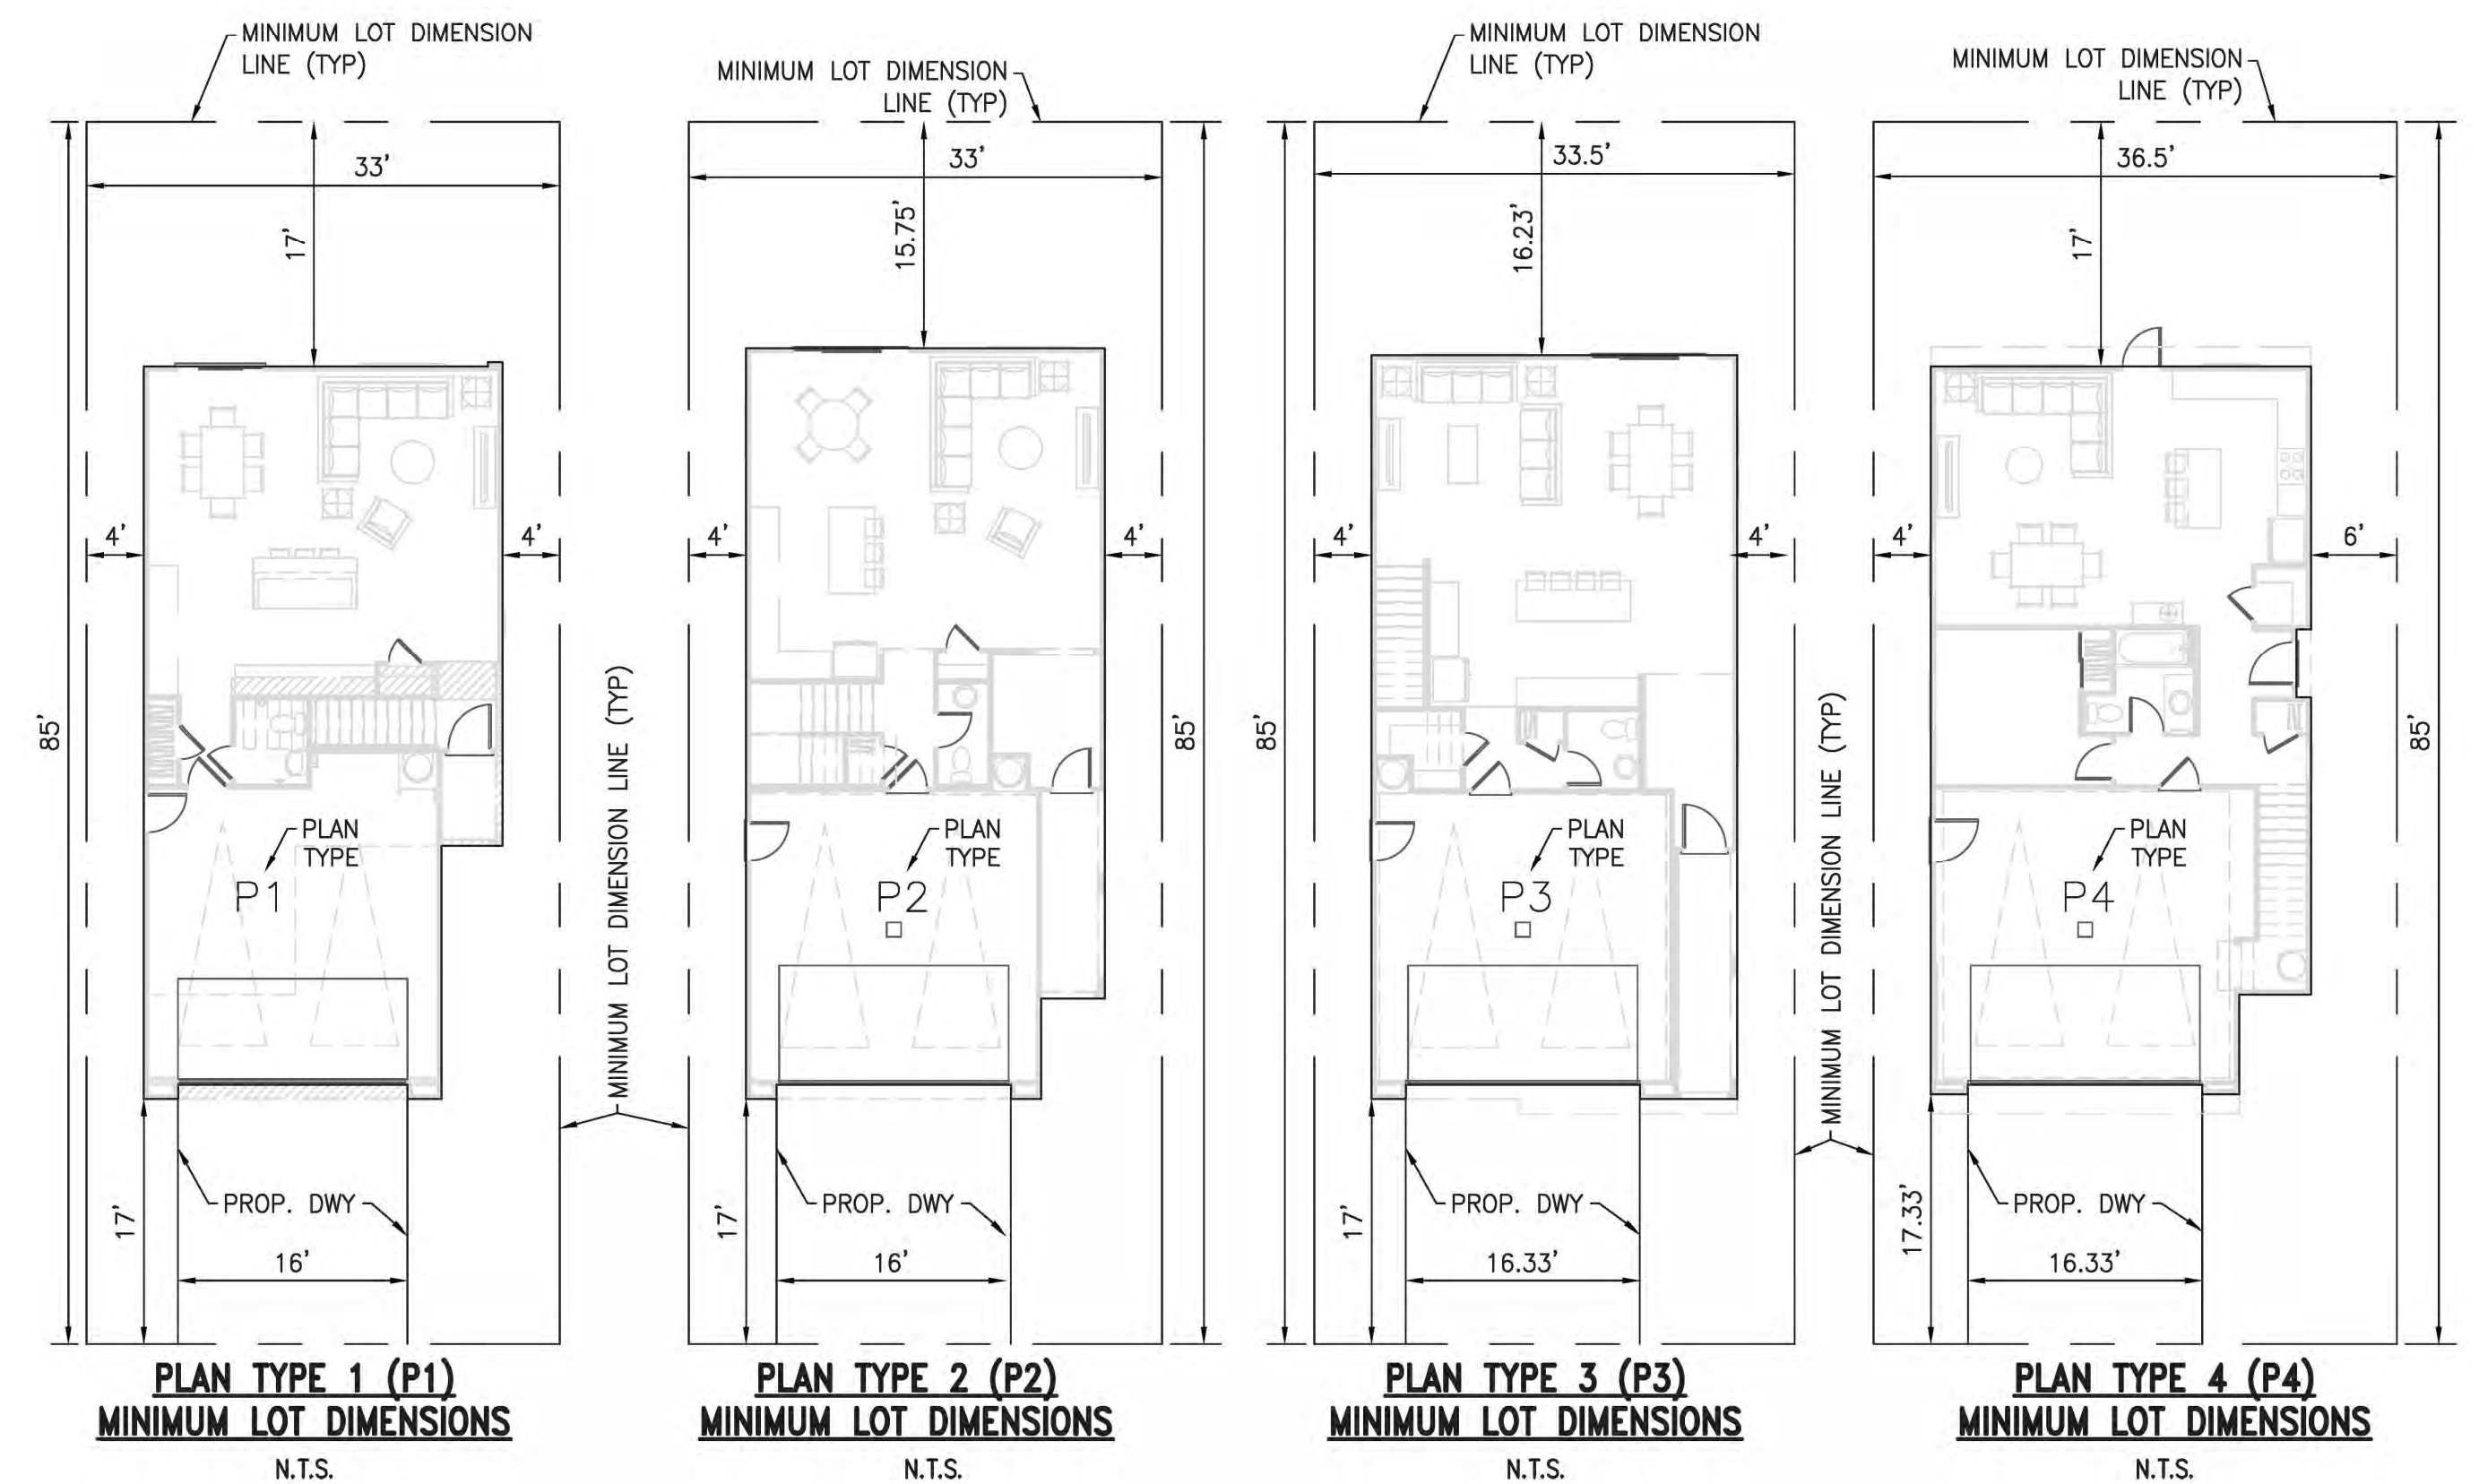 MINIMUM LOT DIMENSION
LINE (TYP)
33'
17'
4'
4'
85'
PLAN
TYPE
P1
PROP. DWY
17'
16'
PLAN TYPE 1 (P1)
MINIMUM LOT DIMENSIONS
N.T.S.
MINIMUM LOT DIMENSION LINE (TYP)
MINIMUM LOT DIMENSION
LINE (TYP)
33'
15.75'
4'
4'
85'
PLAN
TYPE
P2
PROP. DWY
17'
16'
PLAN TYPE 2 (P2)
MINIMUM LOT DIMENSIONS
N.T.S.
MINIMUM LOT DIMENSION
LINE (TYP)
33.5'
16.23'
4'
4'
85'
PLAN
TYPE
P3
PROP. DWY
17'
16.33'
PLAN TYPE 3 (P3)
MINIMUM LOT DIMENSIONS
N.T.S.
MINIMUM LOT DIMENSION LINE (TYP)
MINIMUM LOT DIMENSION
LINE (TYP)
36.5'
17'
4'
6'
85'
PLAN
TYPE
P4
PROP. DWY
17.33'
16.33'
PLAN TYPE 4 (P4)
MINIMUM LOT DIMENSIONS
N.T.S.